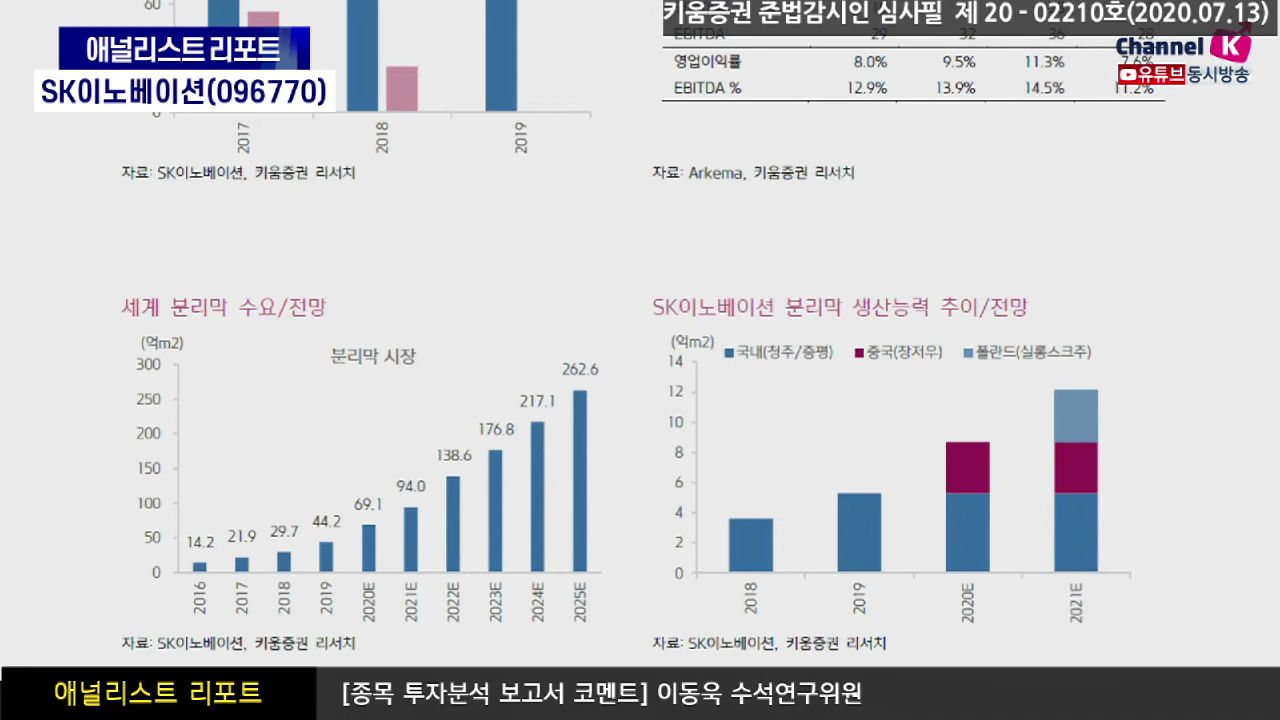 키움증권 준법감시인 심사필 제 20 - 02210호(2020.07.13)
애널리스트 리포트
SK이노베이션(096770)
Channel K
유튜브동시방송
60
0
2017
2018
2019
자료: SK이노베이션, 키움증권 리서치
EBITDA 29 32 36 28
영업이익률 8.0% 9.5% 11.3% 7.6%
EBITDA % 12.9% 13.9% 14.5% 11.2%
자료: Arkema, 키움증권 리서치
세계 분리막 수요/전망
(억m2)
분리막 시장
300
250
200
150
100
50
0
14.2
21.9
29.7
44.2
69.1
94.0
138.6
176.8
217.1
262.6
2016
2017
2018
2019
2020E
2021E
2022E
2023E
2024E
2025E
자료: SK이노베이션, 키움증권 리서치
SK이노베이션 분리막 생산능력 추이/전망
(억m2)
국내(청주/증평) 중국(창저우) 폴란드(실롱스크주)
14
12
10
8
6
4
2
0
2018
2019
2020E
2021E
자료: SK이노베이션, 키움증권 리서치
애널리스트 리포트
[종목 투자분석 보고서 코멘트] 이동욱 수석연구위원